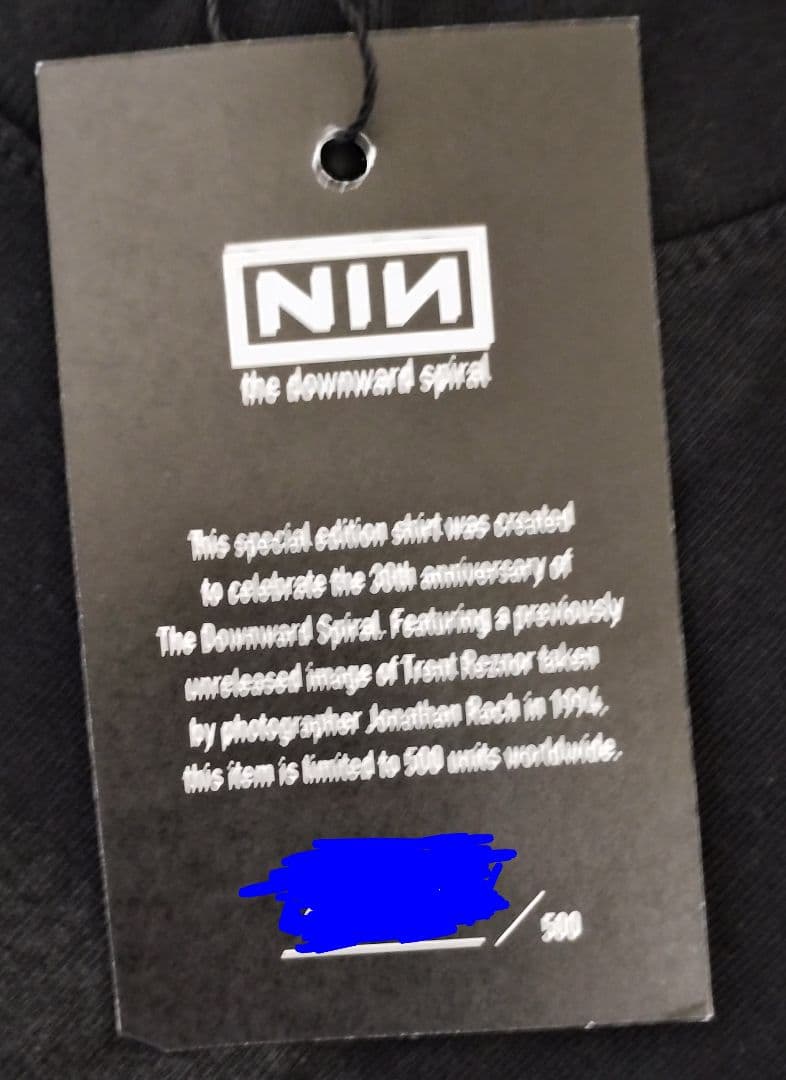 NIN
the downward spiral
This special edition shirt was created
to celebrate the 30th anniversary of
The Downward Spiral. Featuring a previously
unreleased image of Trent Reznor taken
by photographer Jonathan Rach in 1994,
this item is limited to 500 units worldwide.
/ 500